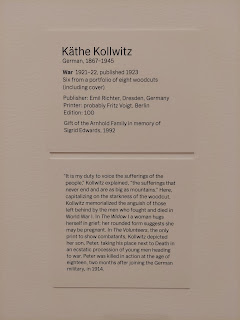 Käthe Kollwitz
German, 1867–1945
War 1921–22, published 1923
Six from a portfolio of eight woodcuts
(including cover)
Publisher: Emil Richter, Dresden, Germany
Printer: probably Fritz Voigt, Berlin
Edition: 100
Gift of the Arnhold Family in memory of
Sigrid Edwards, 1992
"It is my duty to voice the sufferings of the
people," Kollwitz explained, "the sufferings that
never end and are as big as mountains." Here,
capitalizing on the starkness of the woodcut,
Kollwitz memorialized the anguish of those
left behind by the men who fought and died in
World War I. In The Widow I a woman hugs
herself in grief; her rounded form suggests she
may be pregnant. In The Volunteers, the only
print to show combatants, Kollwitz depicted
her son, Peter, taking his place next to Death in
an ecstatic procession of young men heading
to war. Peter was killed in action at the age of
eighteen, two months after joining the German
military, in 1914.